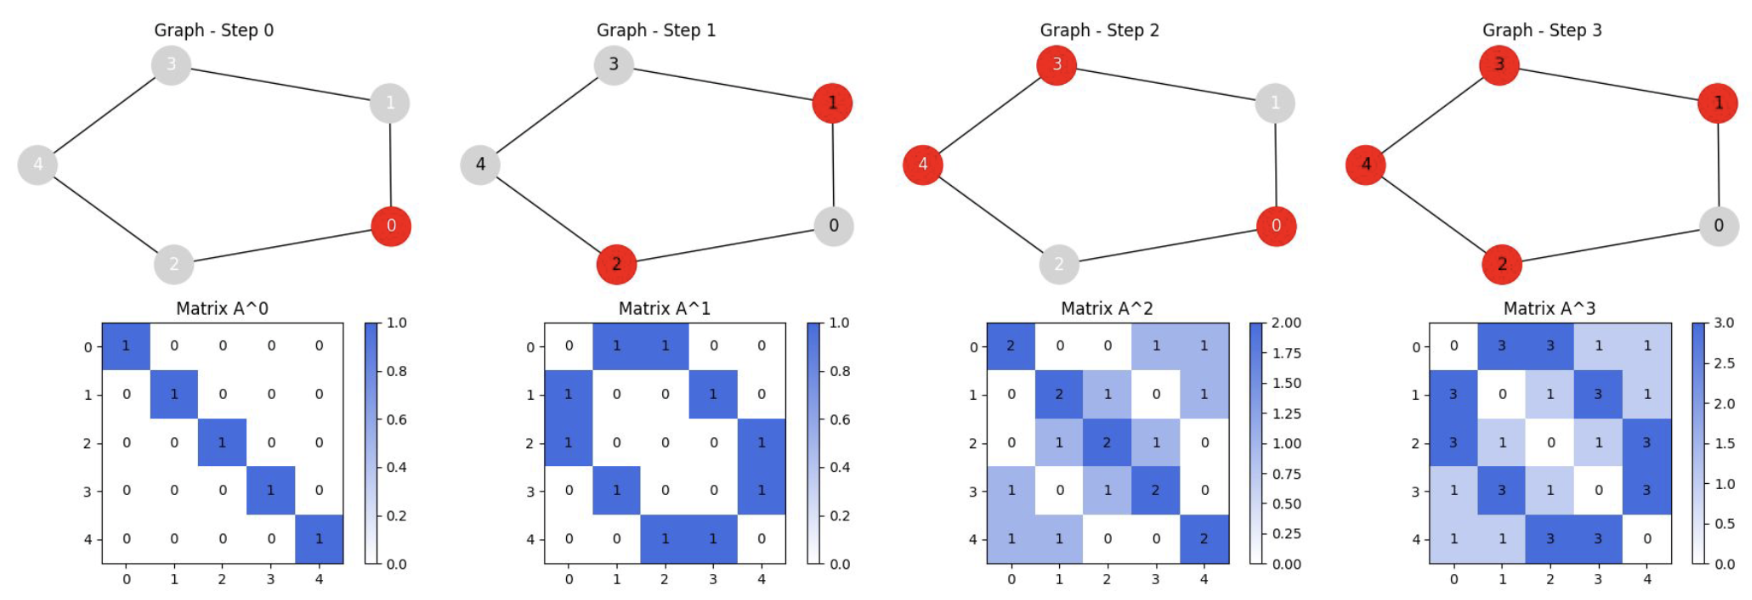 Graph - Step 0
3
1
4
0
2
Graph - Step 1
3
1
4
0
2
Graph - Step 2
3
1
4
0
2
Graph - Step 3
3
1
4
0
2
Matrix A^0
0 1 0 0 0 0
1 0 1 0 0 0
2 0 0 1 0 0
3 0 0 0 1 0
4 0 0 0 0 1
0 1 2 3 4
1.0
0.8
0.6
0.4
0.2
0.0
Matrix A^1
0 0 1 1 0 0
1 1 0 0 1 0
2 1 0 0 0 1
3 0 1 0 0 1
4 0 0 1 1 0
0 1 2 3 4
1.0
0.8
0.6
0.4
0.2
0.0
Matrix A^2
0 2 0 0 1 1
1 0 2 1 0 1
2 0 1 2 1 0
3 1 0 1 2 0
4 1 1 0 0 2
0 1 2 3 4
2.00
1.75
1.50
1.25
1.00
0.75
0.50
0.25
0.00
Matrix A^3
0 0 3 3 1 1
1 3 0 1 3 1
2 3 1 0 1 3
3 1 3 1 0 3
4 1 1 3 3 0
0 1 2 3 4
3.0
2.5
2.0
1.5
1.0
0.5
0.0